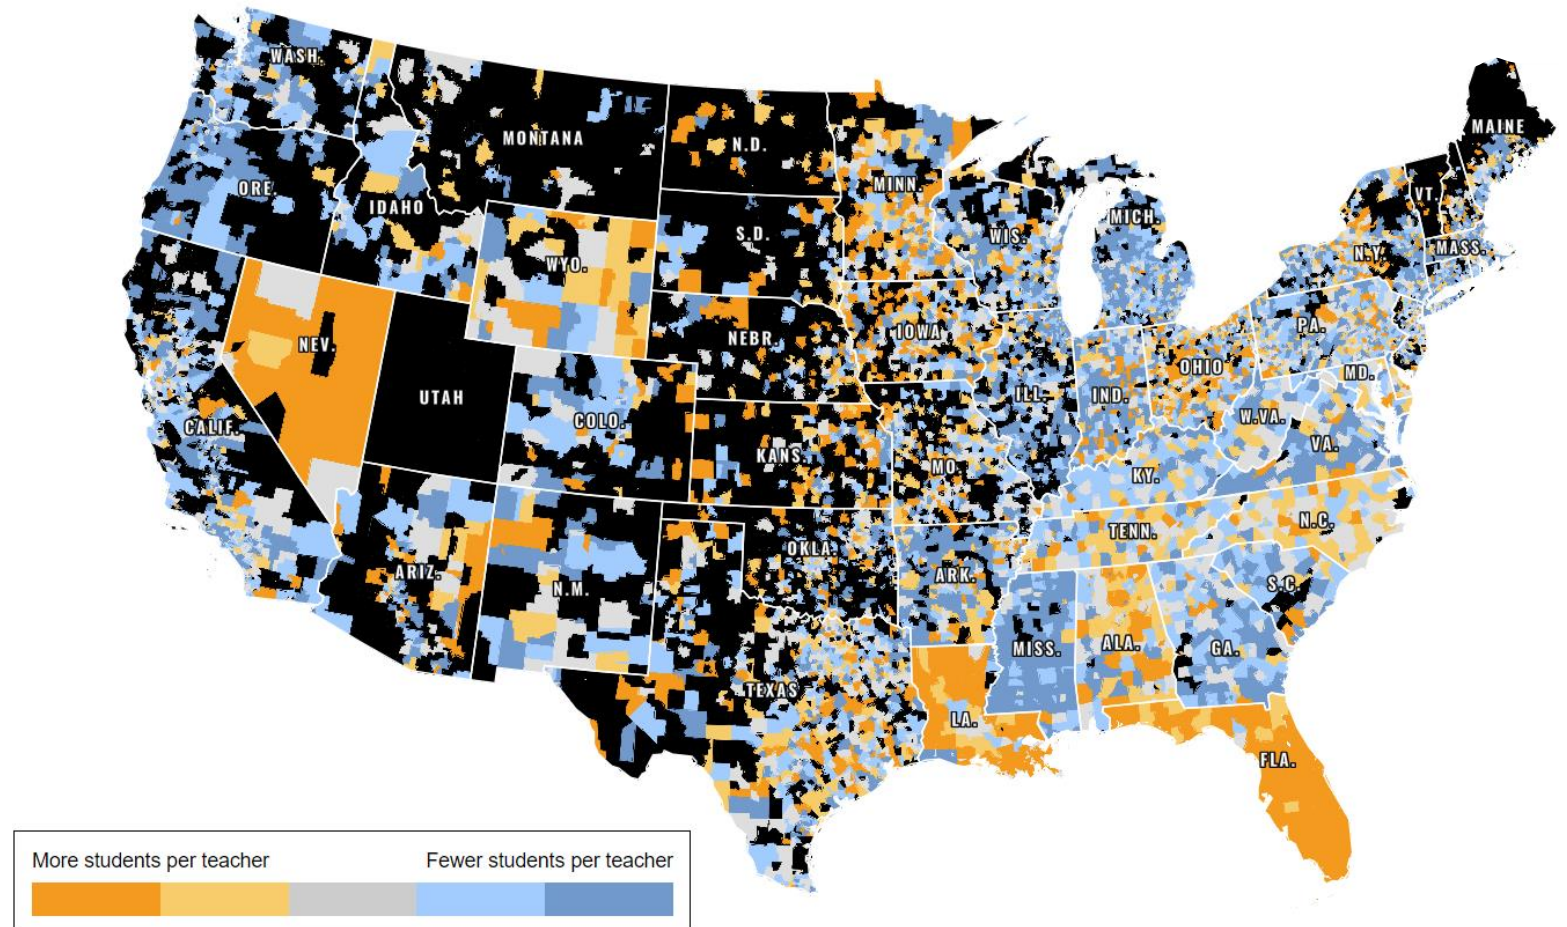 WASH.
MONTANA
N.D.
MINN.
MAINE
ORE.
IDAHO
S.D.
WIS.
MICH.
VT.
N.Y.
MASS.
WYO.
NEV.
NEBR.
IOWA
PA.
UTAH
COLO.
ILL.
IND.
OHIO
MD.
CALIF.
KANS.
MO.
W.VA.
VA.
KY.
ARIZ.
N.M.
OKLA.
ARK.
TENN.
N.C.
S.C.
TEXAS
LA.
MISS.
ALA.
GA.
FLA.
More students per teacher
Fewer students per teacher